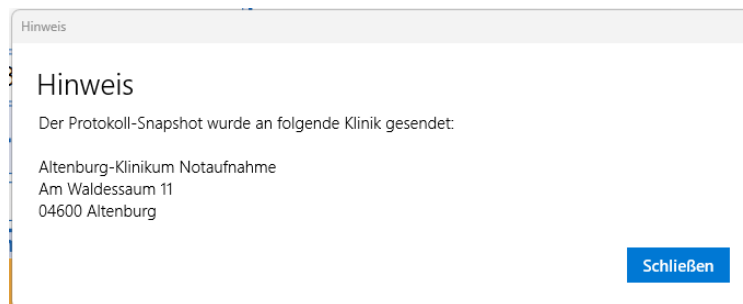 Hinweis
Hinweis
Der Protokoll-Snapshot wurde an folgende Klinik gesendet:
Altenburg-Klinikum Notaufnahme
Am Waldessaum 11
04600 Altenburg
Schließen